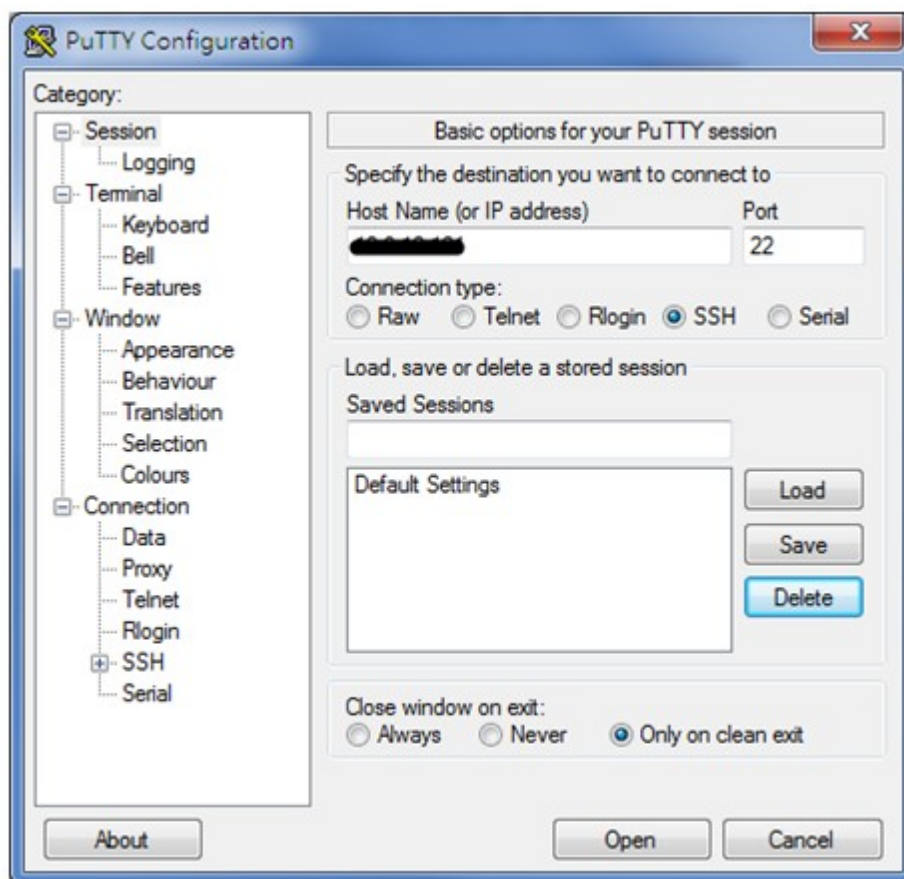 PuTTY Configuration
Category:
Session
Logging
Terminal
Keyboard
Bell
Features
Window
Appearance
Behaviour
Translation
Selection
Colours
Connection
Data
Proxy
Telnet
Rlogin
SSH
Serial
Basic options for your PuTTY session
Specify the destination you want to connect to
Host Name (or IP address) Port
22
Connection type:
Raw Telnet Rlogin SSH Serial
Load, save or delete a stored session
Saved Sessions
Default Settings
Load
Save
Delete
Close window on exit:
Always Never Only on clean exit
About Open Cancel